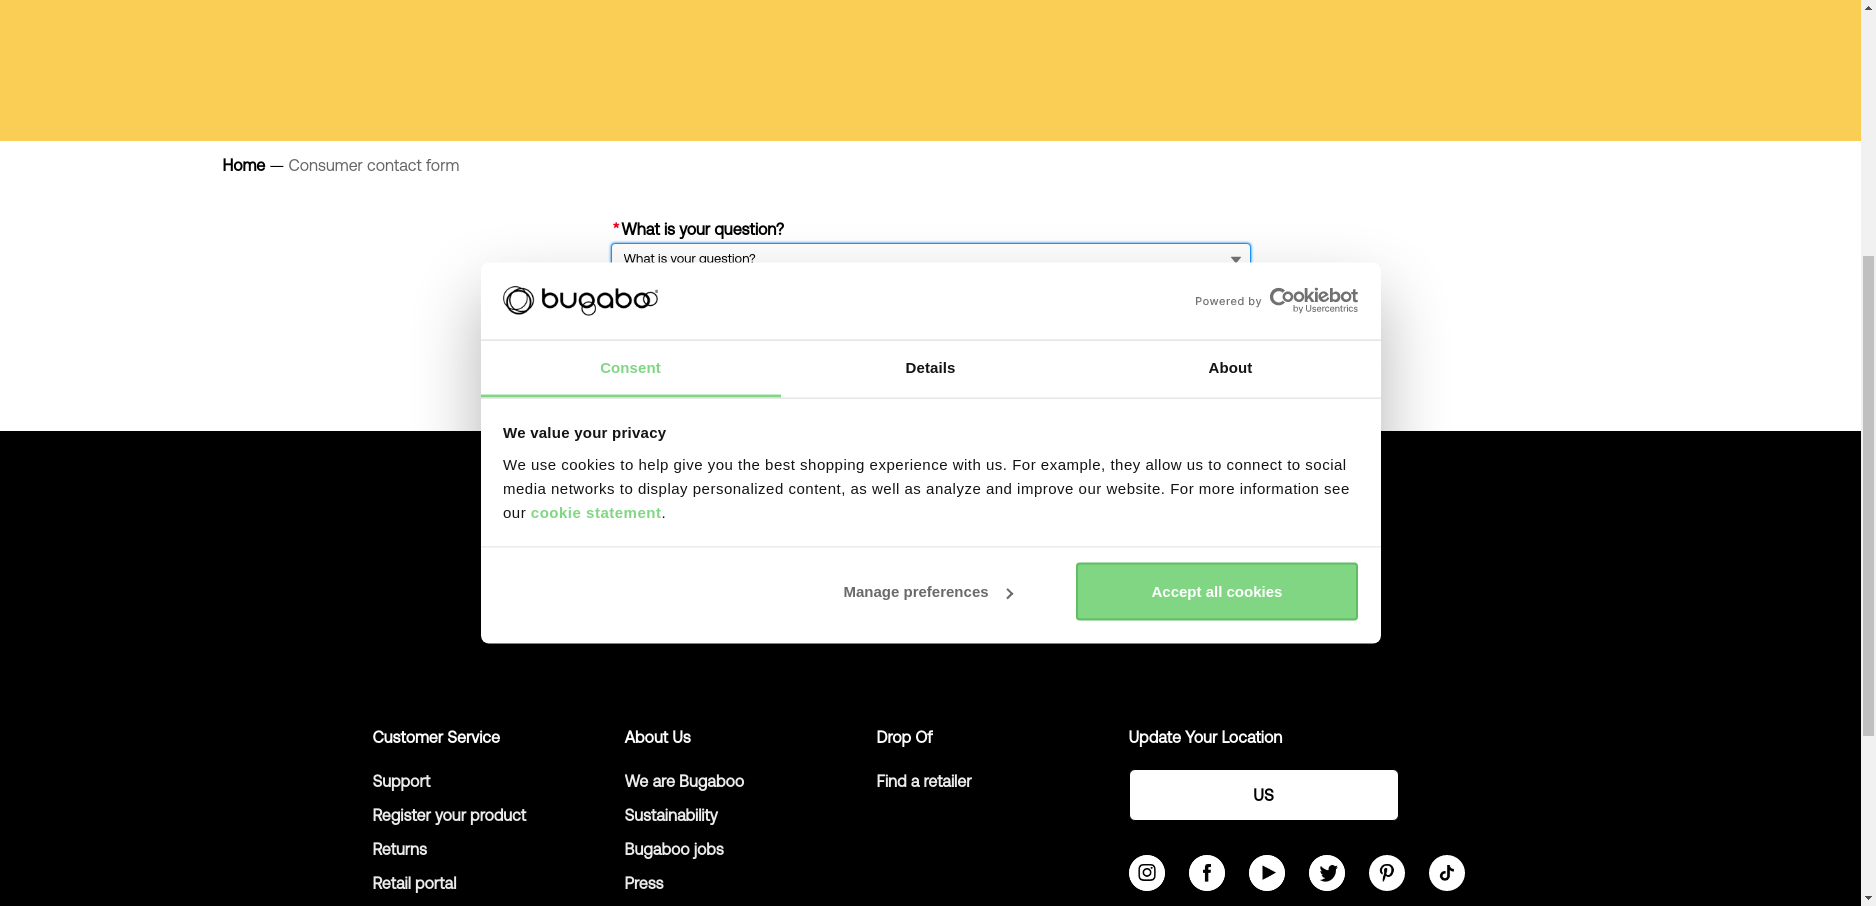 Home — Consumer contact form
*What is your question?
What is your question?
bugaboo
Powered by Cookiebot
by Usercentrics
Consent
Details
About
We value your privacy
We use cookies to help give you the best shopping experience with us. For example, they allow us to connect to social
media networks to display personalized content, as well as analyze and improve our website. For more information see
our cookie statement.
Manage preferences
Accept all cookies
Customer Service
Support
Register your product
Returns
Retail portal
About Us
We are Bugaboo
Sustainability
Bugaboo jobs
Press
Drop Of
Find a retailer
Update Your Location
US